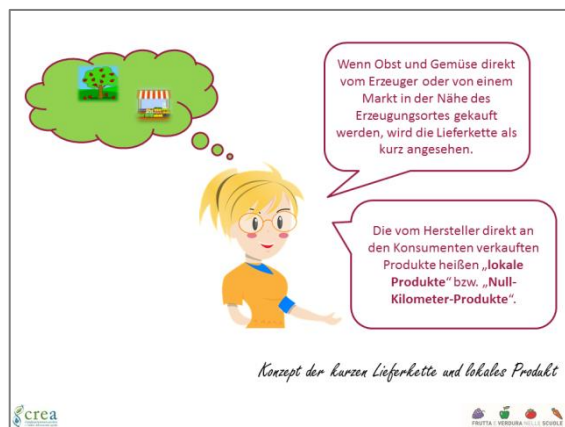 Wenn Obst und Gemüse direkt
vom Erzeuger oder von einem
Markt in der Nähe des
Erzeugungsortes gekauft
werden, wird die Lieferkette als
kurz angesehen.
Die vom Hersteller direkt an
den Konsumenten verkauften
Produkte heißen „lokale
Produkte“ bzw. „Null-
Kilometer-Produkte“.
Konzept der kurzen Lieferkette und lokales Produkt
crea
FRUTTA E VERDURA NELLE SCUOLE